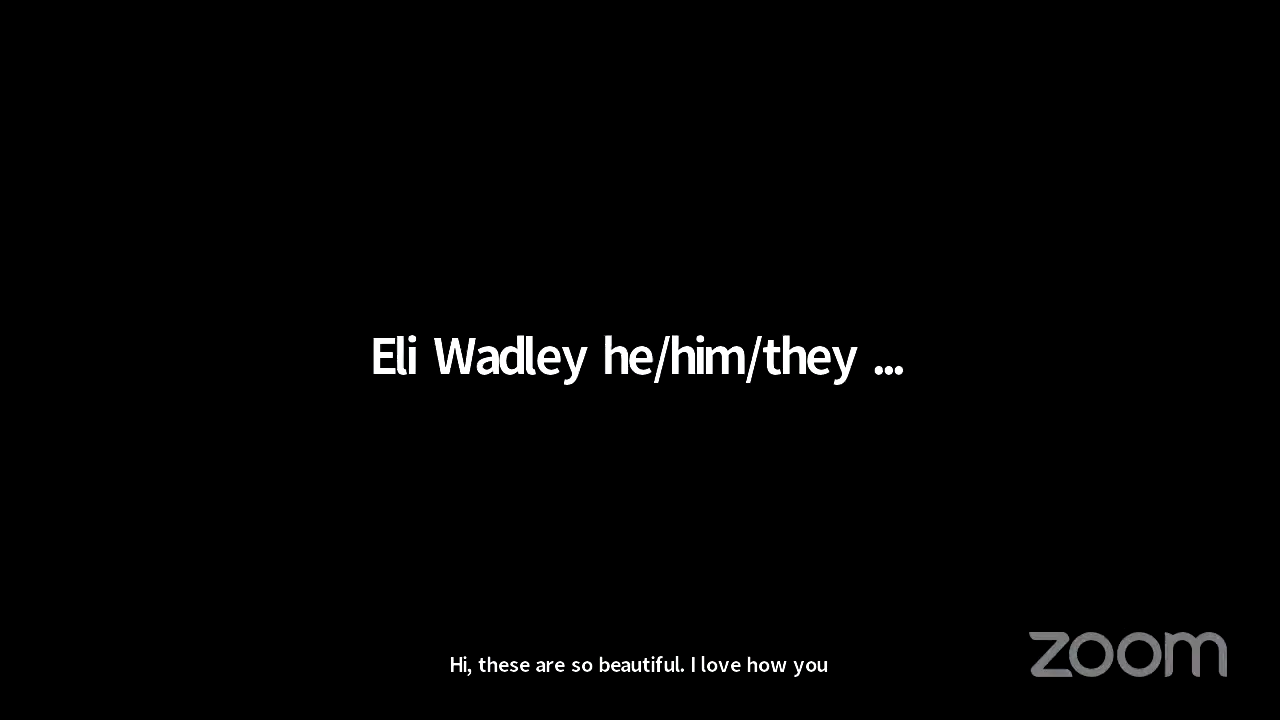 Eli Wadley he/him/they ...
Hi, these are so beautiful. I love how you
zoom